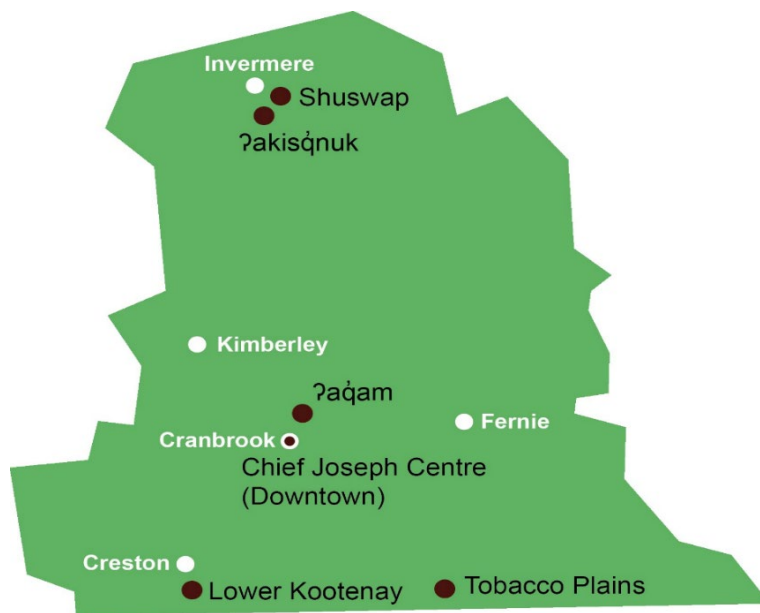 Invermere
Shuswap
ʔakisq̓nuk
Kimberley
ʔaq̓am
Fernie
Cranbrook
Chief Joseph Centre
(Downtown)
Creston
Lower Kootenay
Tobacco Plains